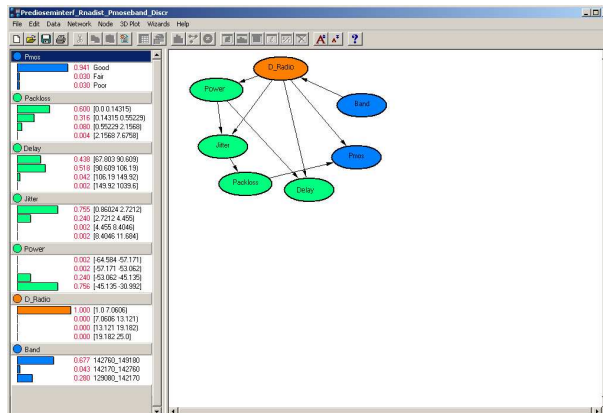 Predioseminterf_Rnadist_Pmoseband_Discr
File Edit Data Network Node 3D Plot Wizards Help
Pmos
0.941 Good
0.030 Fair
0.030 Poor
Packloss
0.600 [0.0 0.14315)
0.316 [0.14315 0.55229)
0.080 [0.55229 2.1568)
0.004 [2.1568 7.6758]
Delay
0.438 [67.803 90.609)
0.518 [90.609 106.19)
0.042 [106.19 149.92)
0.002 [149.92 1039.6]
Jitter
0.755 [0.86024 2.7212)
0.240 [2.7212 4.455)
0.002 [4.455 8.4046)
0.002 [8.4046 11.684]
Power
0.002 [-64.584 -57.171)
0.002 [-57.171 -53.062)
0.240 [-53.062 -45.135)
0.756 [-45.135 -30.992]
D_Radio
1.000 [1.0 7.0606)
0.000 [7.0606 13.121)
0.000 [13.121 19.182)
0.000 [19.182 25.0]
Band
0.677 142760_149180
0.043 142170_142760
0.280 129080_142170
D_Radio
Power
Band
Jitter
Pmos
Packloss
Delay